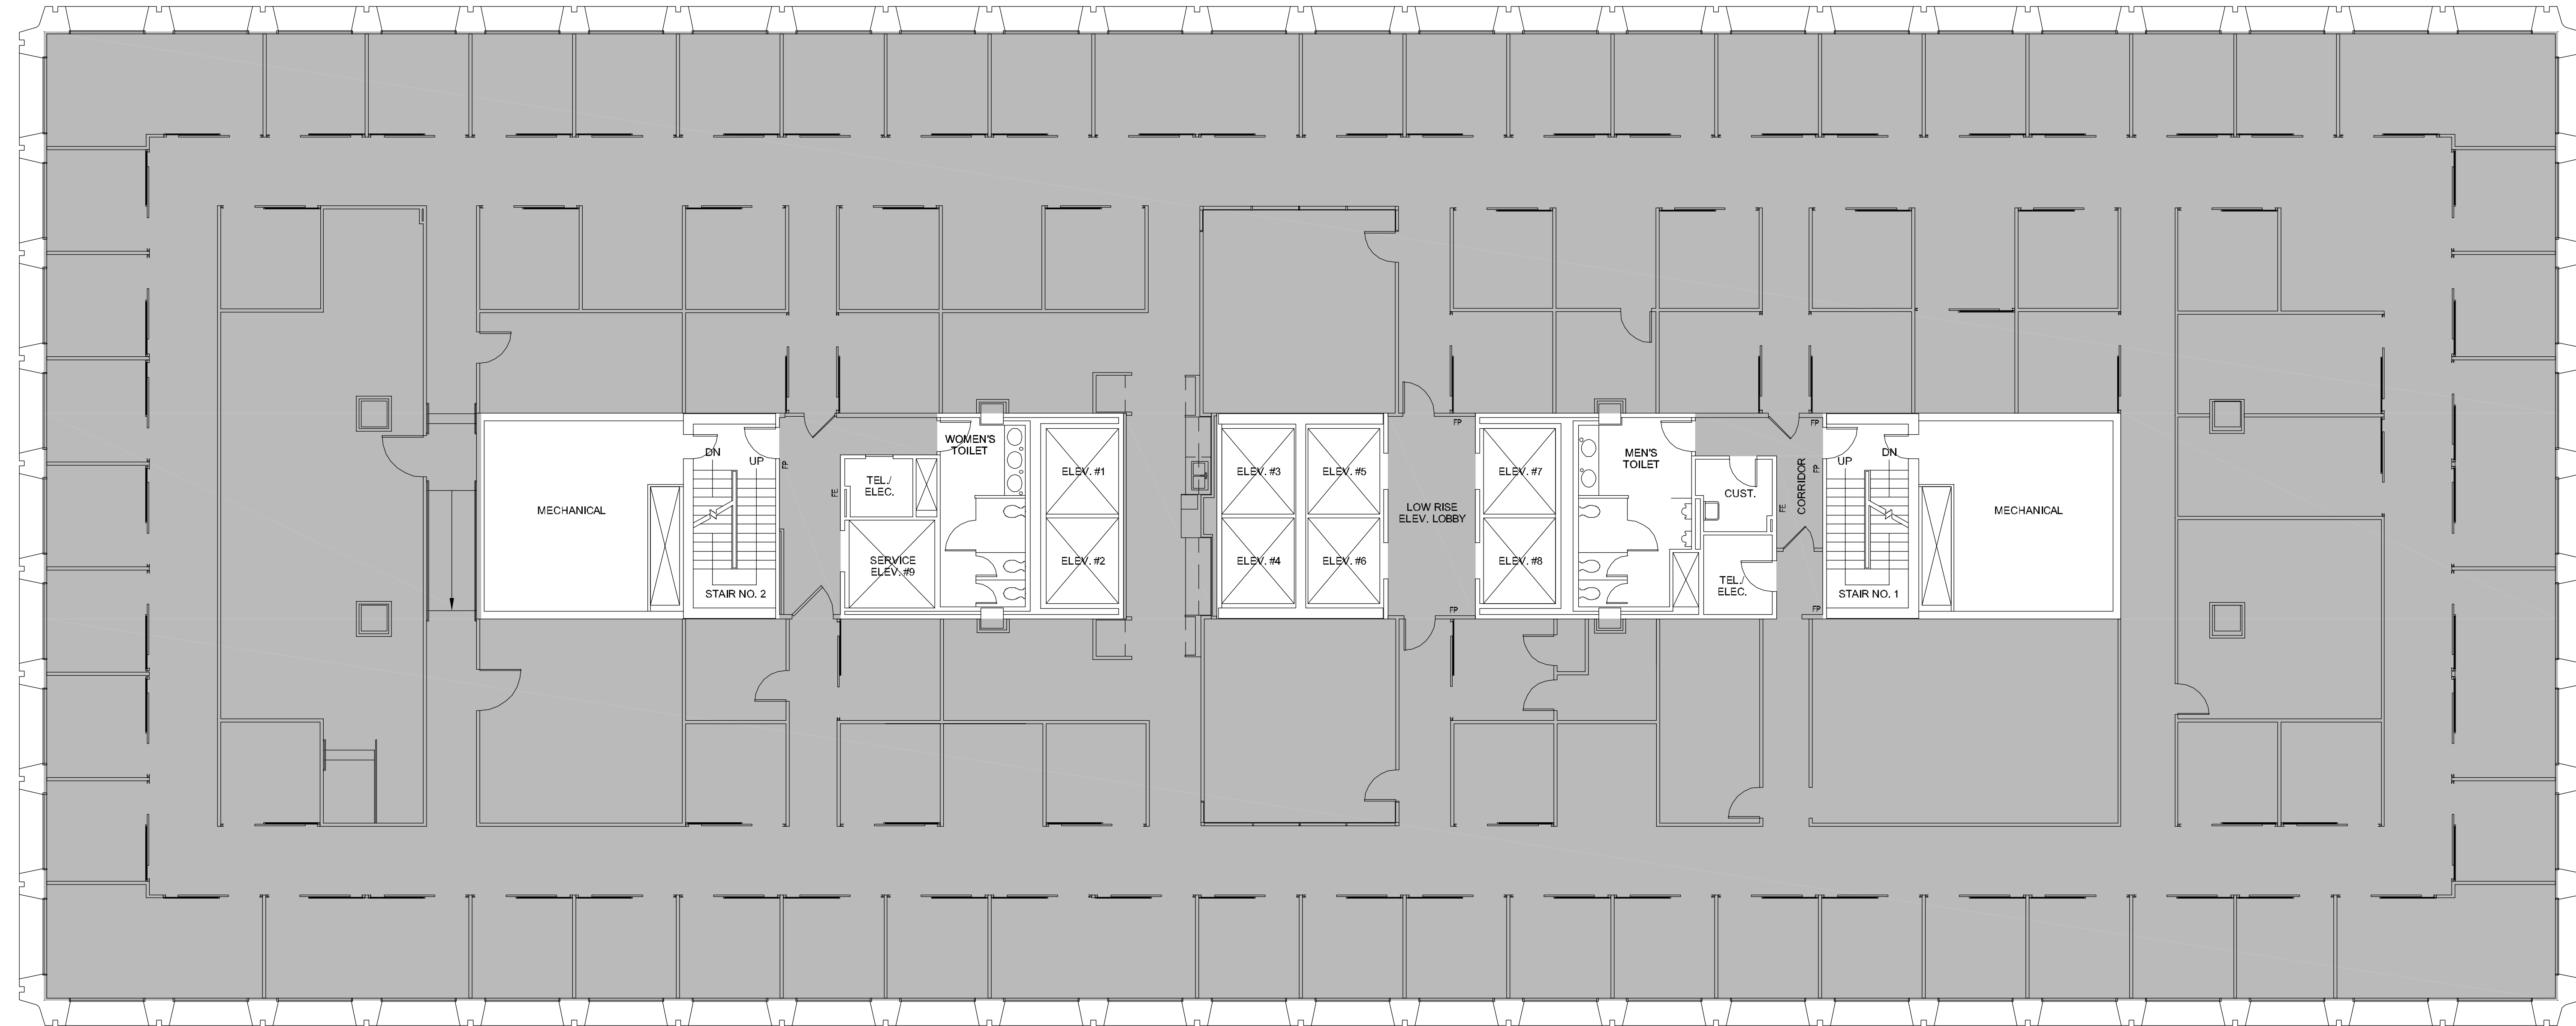 MECHANICAL
DN
UP
STAIR NO. 2
FP
FE
TEL./
ELEC.
SERVICE
ELEV. #9
WOMEN'S
TOILET
ELEV. #1
ELEV. #2
ELEV. #3
ELEV. #4
ELEV. #5
ELEV. #6
FP
LOW RISE
ELEV. LOBBY
FP
ELEV. #7
ELEV. #8
MEN'S
TOILET
CUST.
TEL./
ELEC.
FE
CORRIDOR
FP
FP
FP
UP
DN
STAIR NO. 1
MECHANICAL